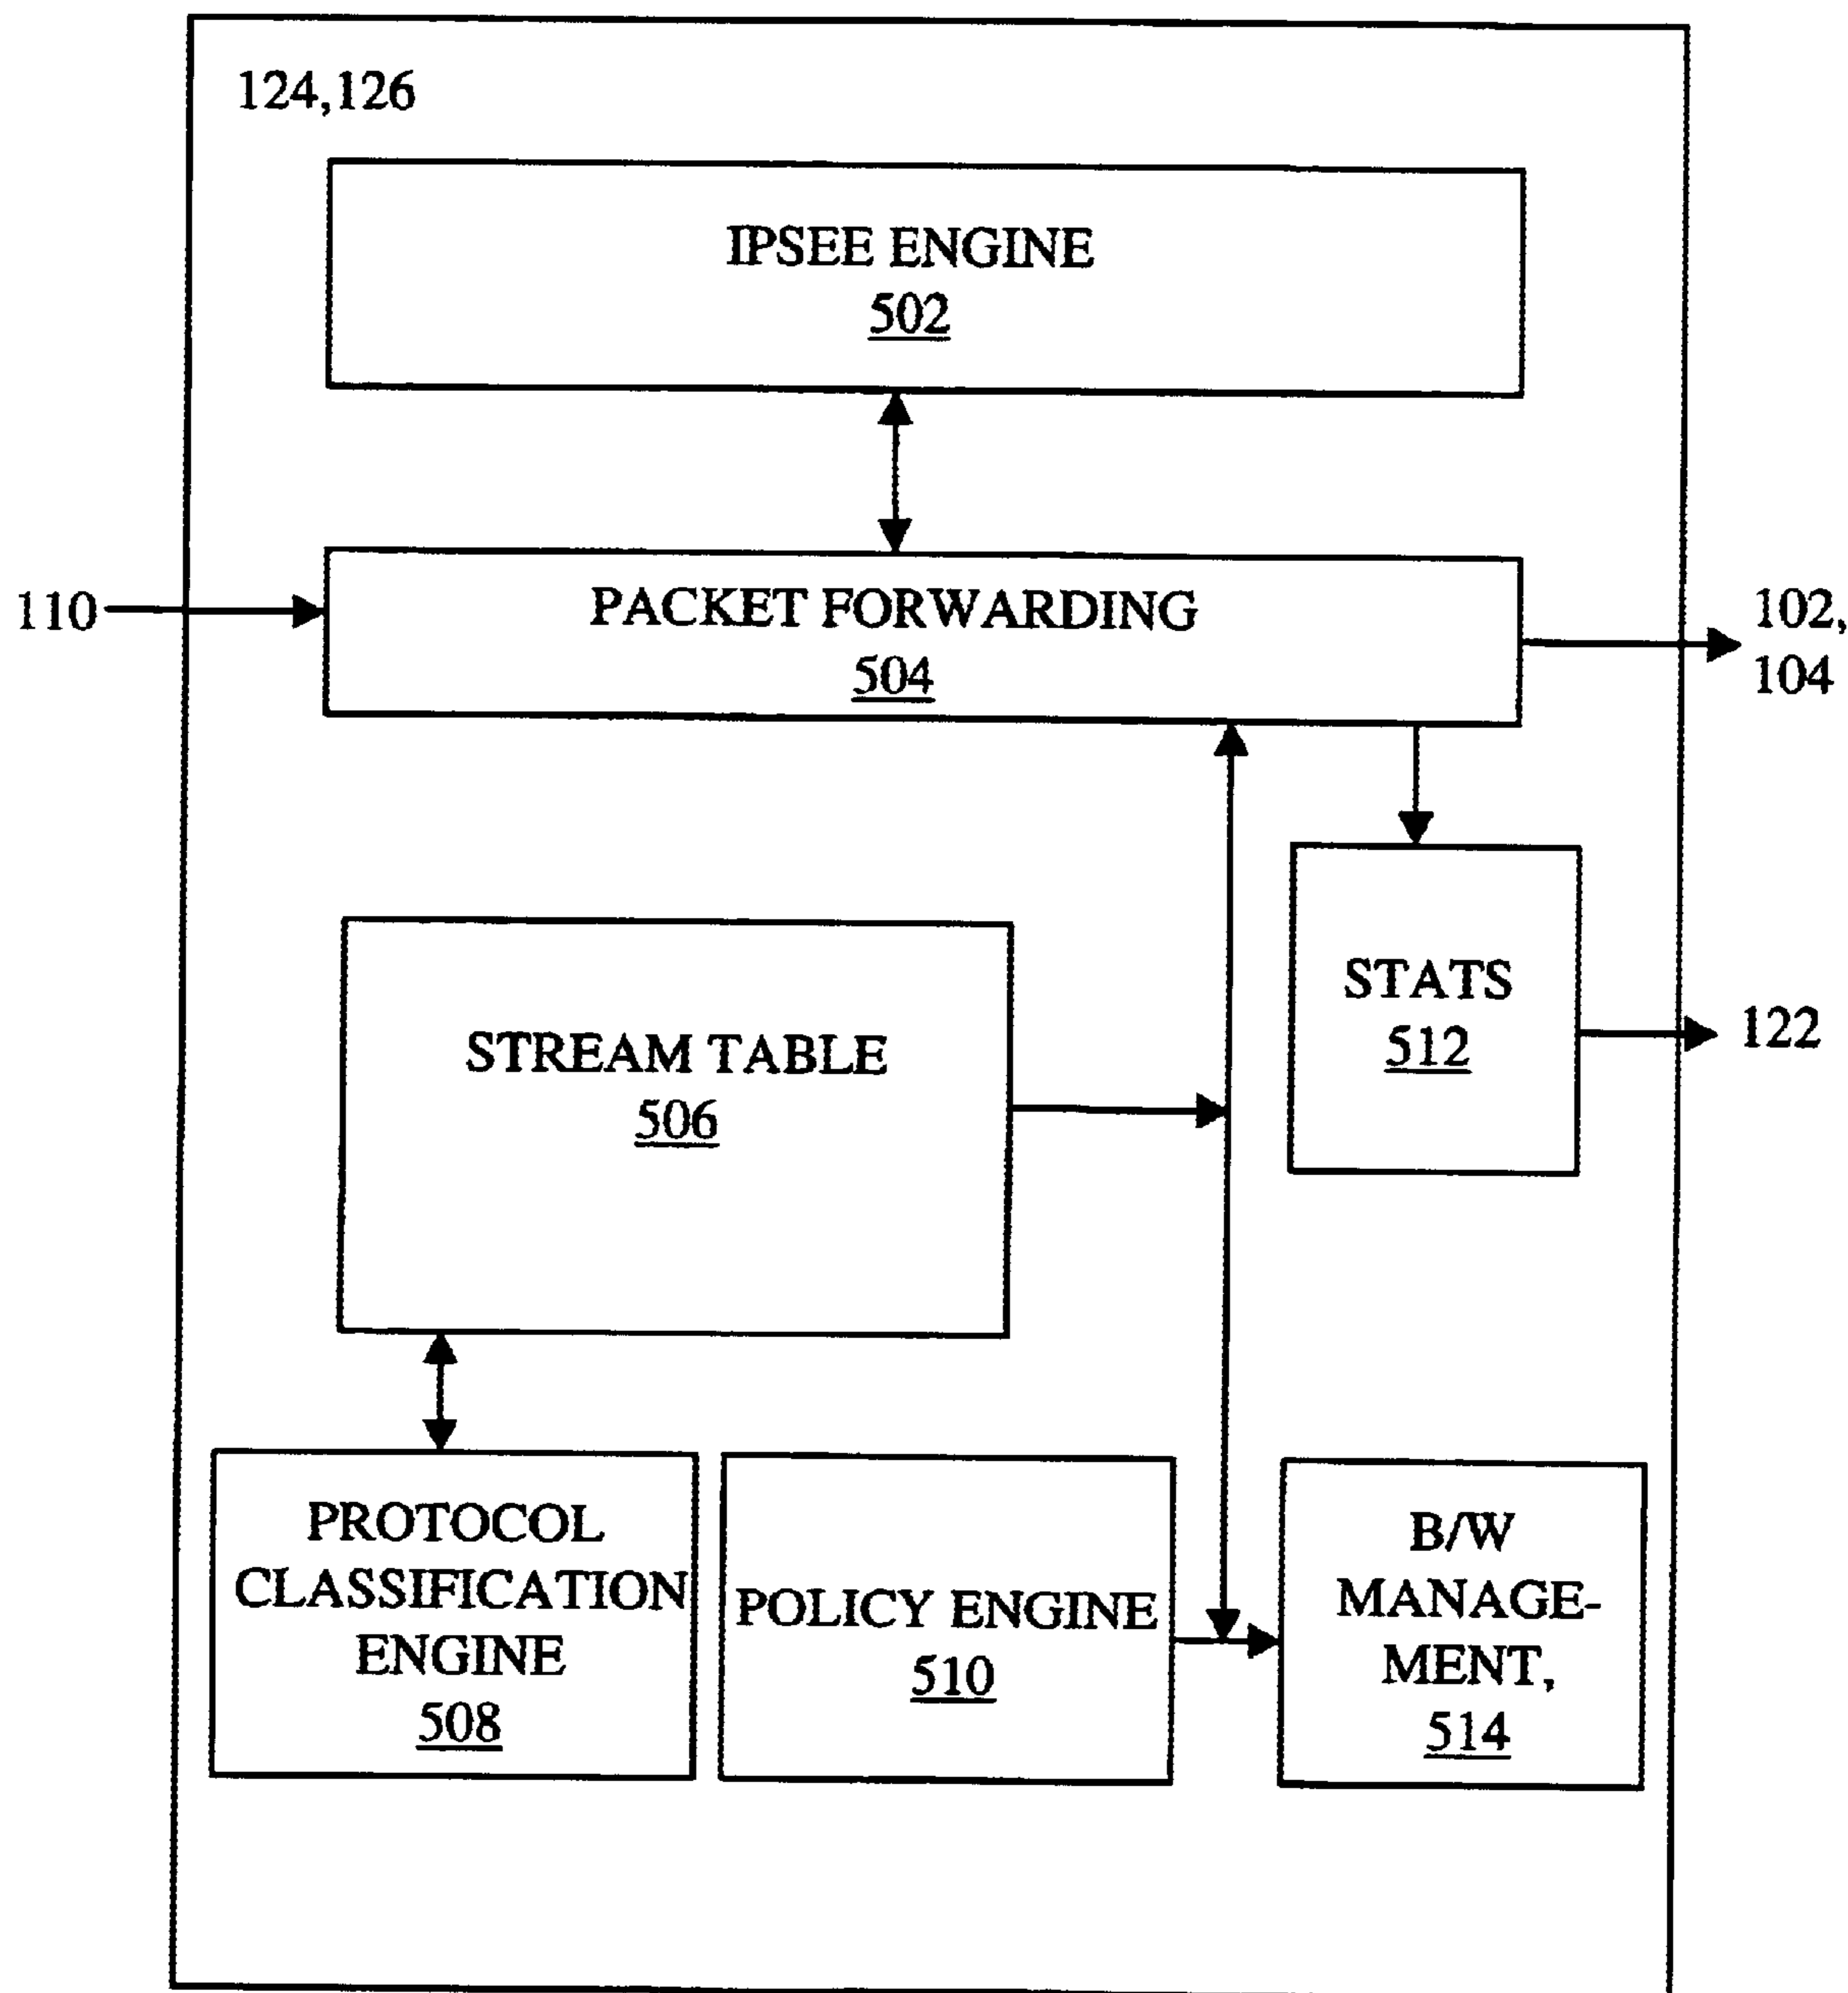 124,126
IPSEE ENGINE
502
110
PACKET FORWARDING
504
102,
104
STATS
512
122
STREAM TABLE
506
PROTOCOL
CLASSIFICATION
ENGINE
508
POLICY ENGINE
510
B/W
MANAGE-
MENT,
514